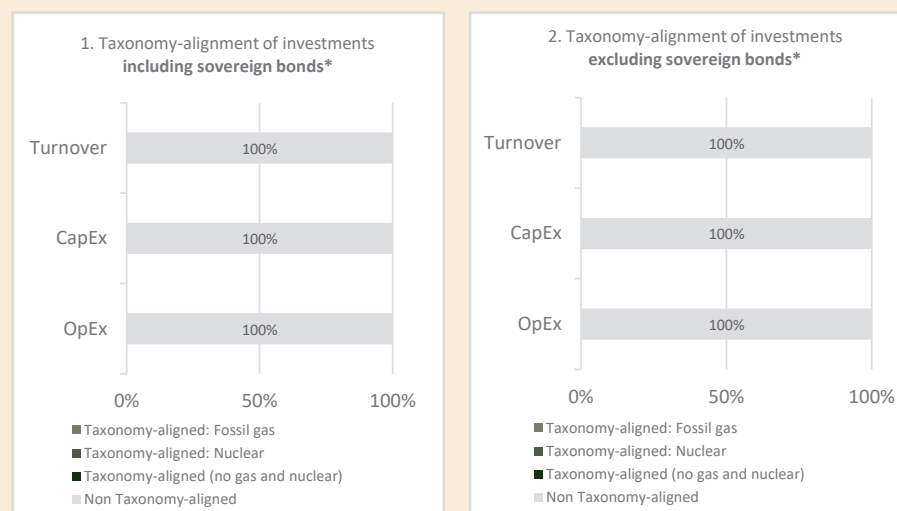 1. Taxonomy-alignment of investments
including sovereign bonds*
Turnover
100%
CapEx
100%
OpEx
100%
0%
50%
100%
Taxonomy-aligned: Fossil gas
Taxonomy-aligned: Nuclear
Taxonomy-aligned (no gas and nuclear)
Non Taxonomy-aligned
2. Taxonomy-alignment of investments
excluding sovereign bonds*
Turnover
100%
CapEx
100%
OpEx
100%
0%
50%
100%
Taxonomy-aligned: Fossil gas
Taxonomy-aligned: Nuclear
Taxonomy-aligned (no gas and nuclear)
Non Taxonomy-aligned